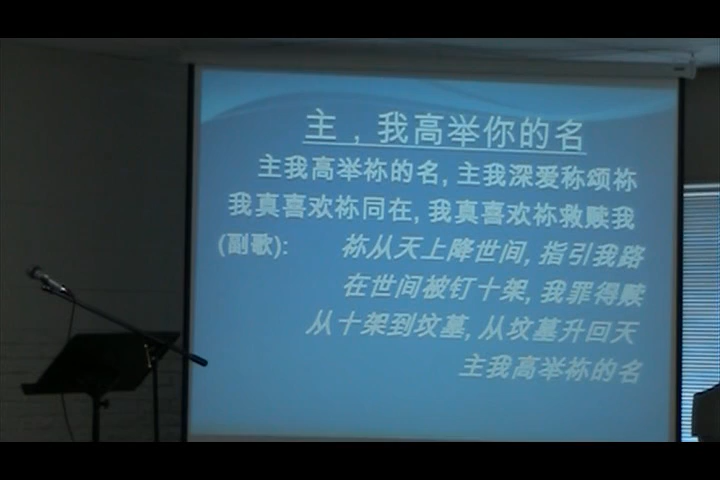 主，我高举你的名
主我高举祢的名, 主我深爱称颂祢
我真喜欢祢同在, 我真喜欢祢救赎我
(副歌): 祢从天上降世间, 指引我路
在世间被钉十架, 我罪得赎
从十架到坟墓, 从坟墓升回天
主我高举祢的名